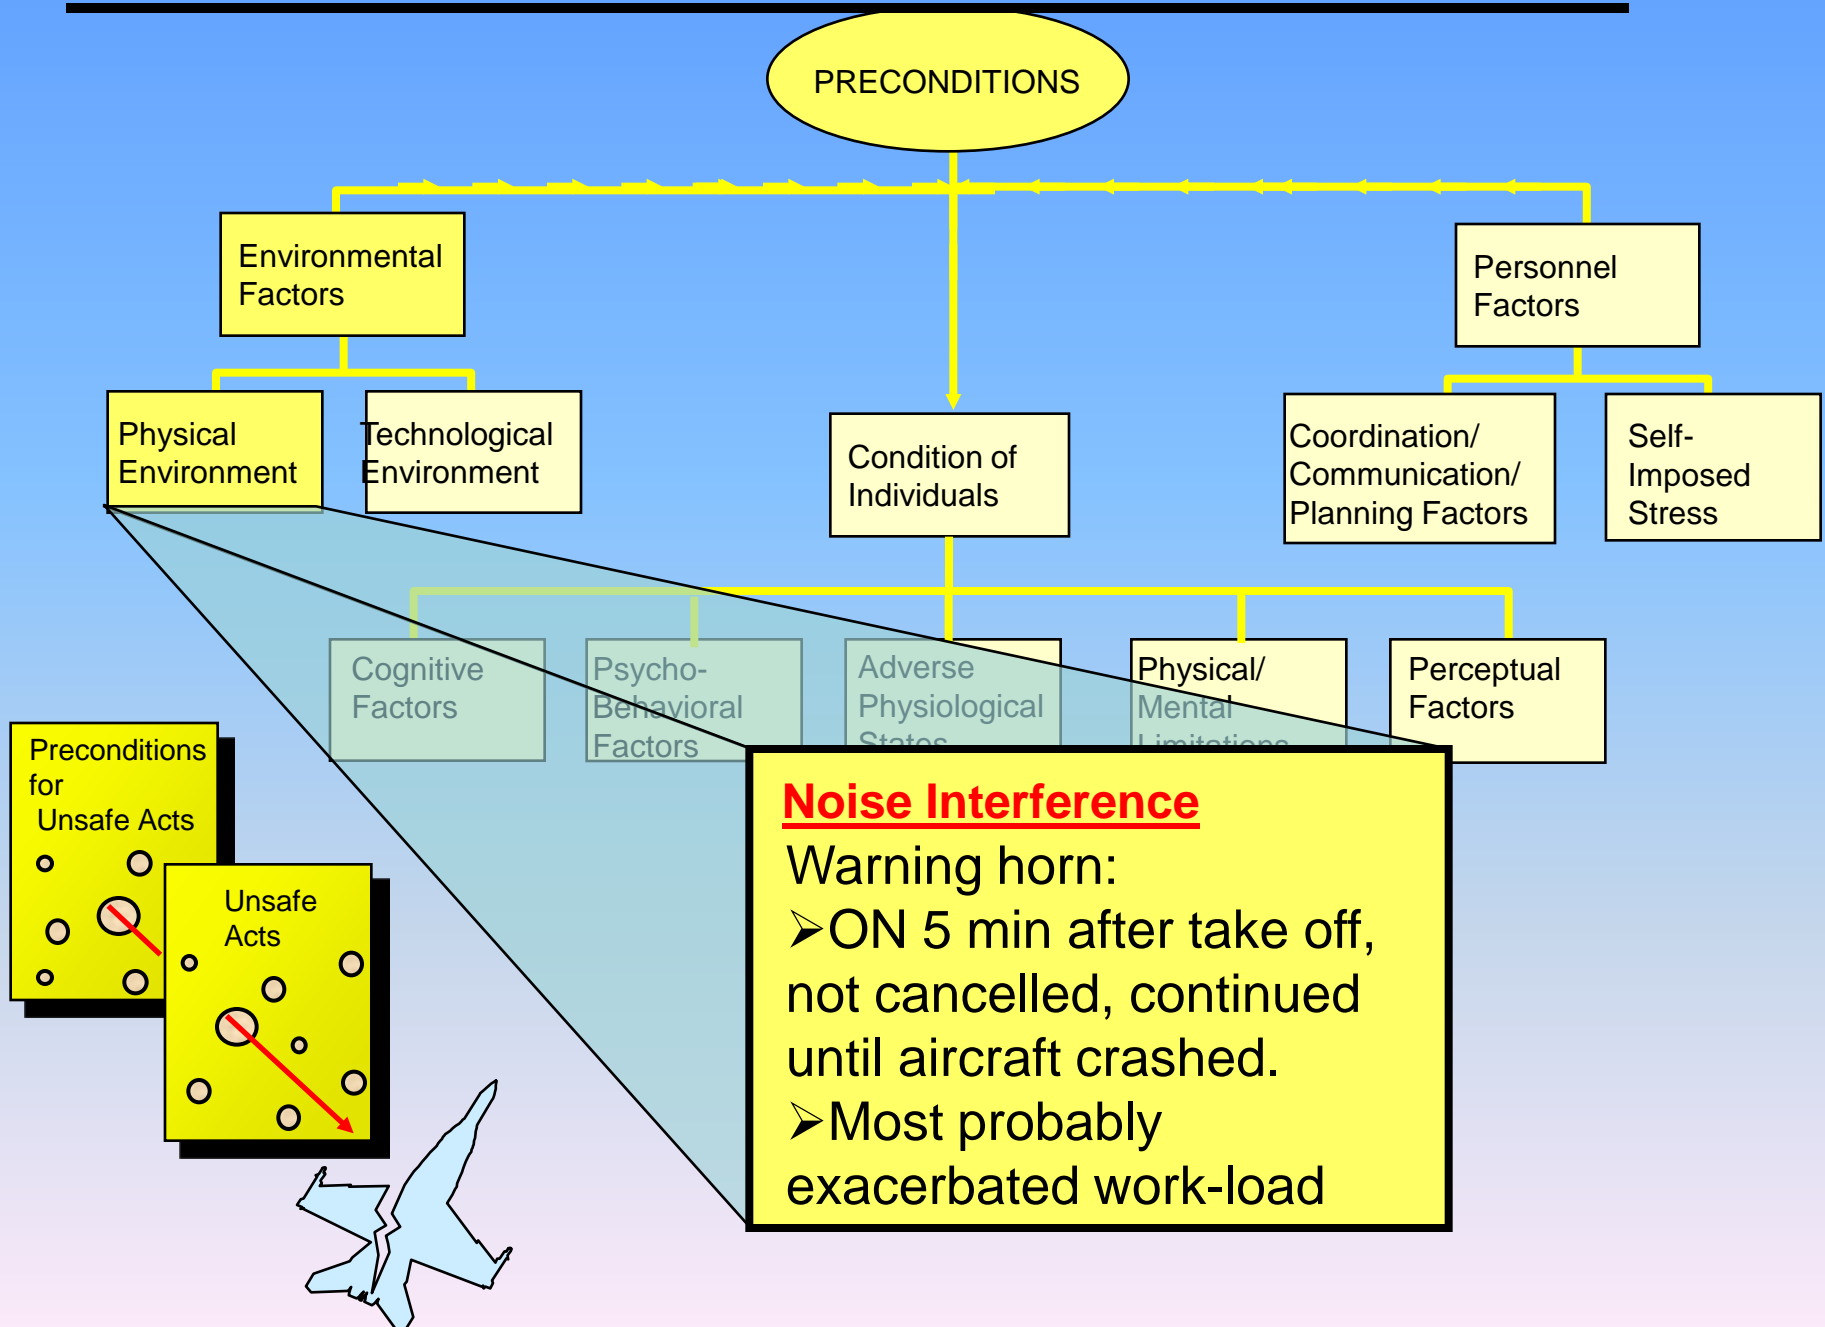 PRECONDITIONS
Environmental
Factors
Personnel
Factors
Physical
Environment
Technological
Environment
Condition of
Individuals
Coordination/
Communication/
Planning Factors
Self-
Imposed
Stress
Cognitive
Factors
Psycho-
Behavioral
Factors
Adverse
Physiological
States
Physical/
Mental
Limitations
Perceptual
Factors
Preconditions
for
Unsafe Acts
Unsafe
Acts
Noise Interference
Warning horn:
➢ON 5 min after take off,
not cancelled, continued
until aircraft crashed.
➢Most probably
exacerbated work-load